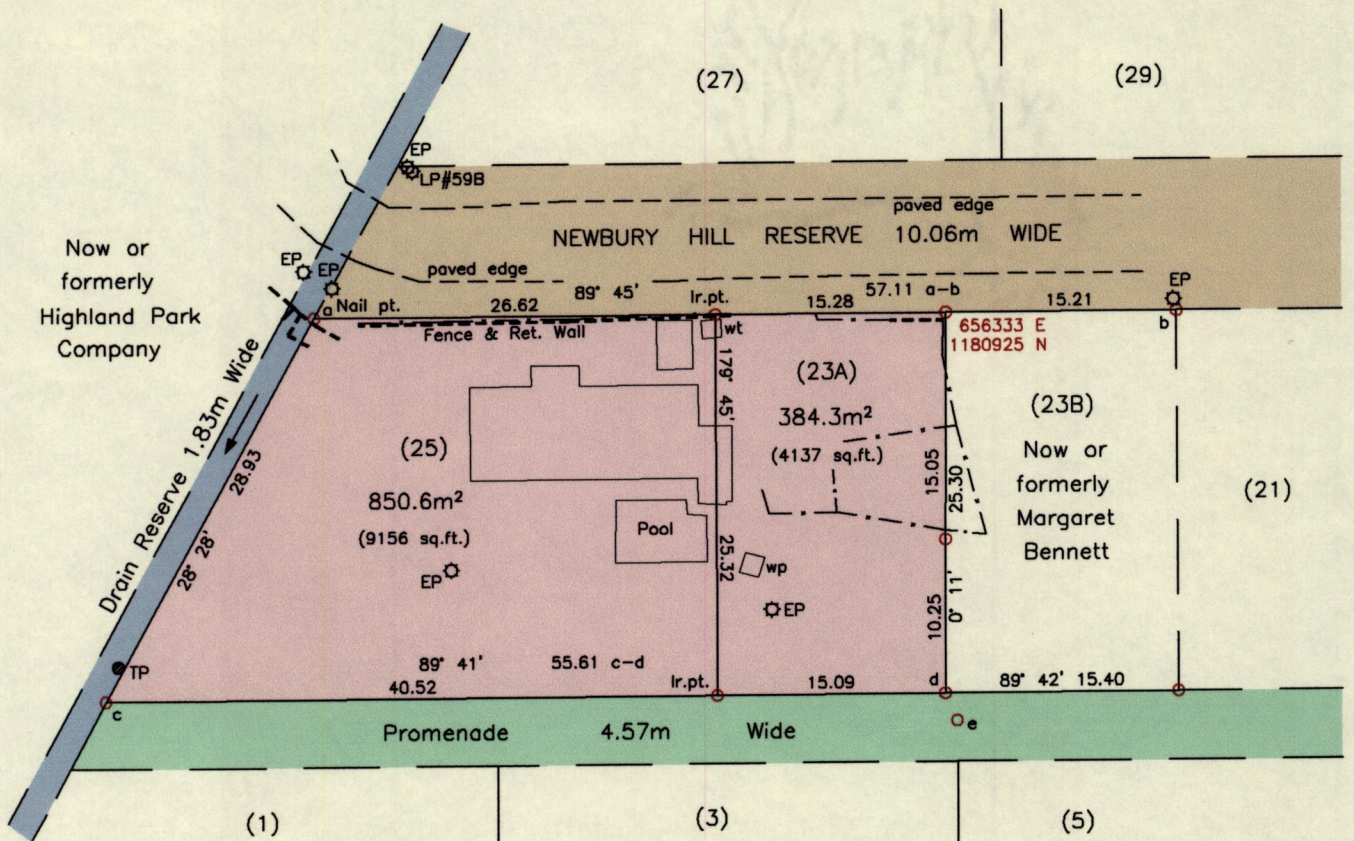 (27)
(29)
EP
LP#59B
paved edge
NEWBURY HILL RESERVE 10.06m WIDE
Now or
formerly
Highland Park
Company
EP
EP
paved edge
EP
a
Nail pt.
26.62
89° 45'
Ir.pt.
15.28
57.11 a-b
15.21
b
Fence & Ret. Wall
wt
656333 E
1180925 N
Drain Reserve 1.83m Wide
28.93
28° 28'
179° 45'
25.32
(23A)
384.3m²
(4137 sq.ft.)
(25)
850.6m²
(9156 sq.ft.)
15.05
25.30
(23B)
Now or
formerly
Margaret
Bennett
(21)
Pool
EP
wp
EP
10.25
0° 11'
TP
89° 41'
55.61 c-d
40.52
Ir.pt.
15.09
d
89° 42' 15.40
c
e
Promenade 4.57m Wide
(1)
(3)
(5)